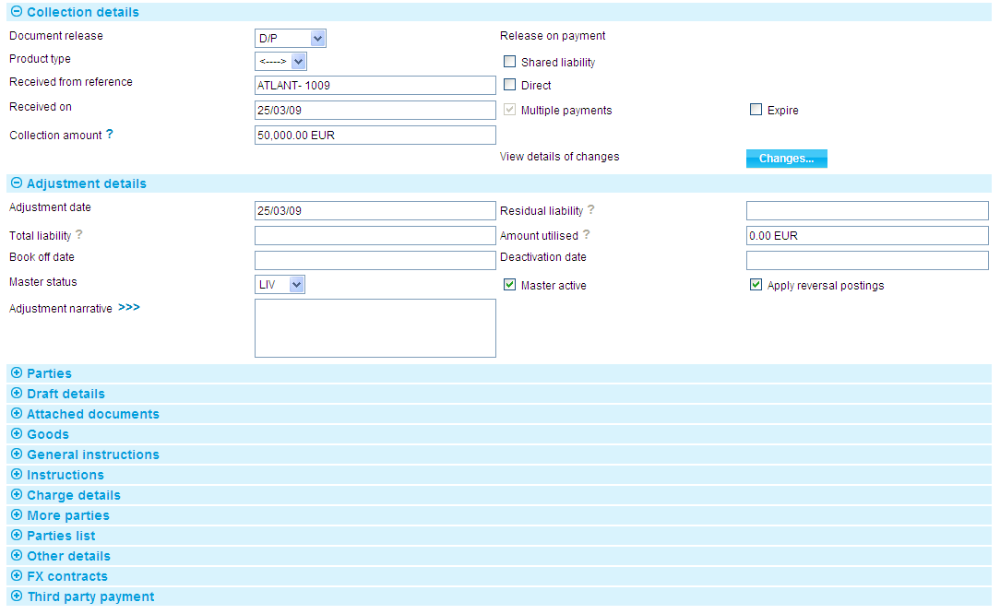 Collection details
Document release D/P Release on payment
Product type <----> Shared liability
Received from reference ATLANT- 1009 Direct
Received on 25/03/09 Multiple payments Expire
Collection amount ? 50,000.00 EUR
View details of changes Changes...
Adjustment details
Adjustment date 25/03/09 Residual liability ?
Total liability ? Amount utilised ? 0.00 EUR
Book off date Deactivation date
Master status LIV Master active Apply reversal postings
Adjustment narrative >>>
Parties
Draft details
Attached documents
Goods
General instructions
Instructions
Charge details
More parties
Parties list
Other details
FX contracts
Third party payment